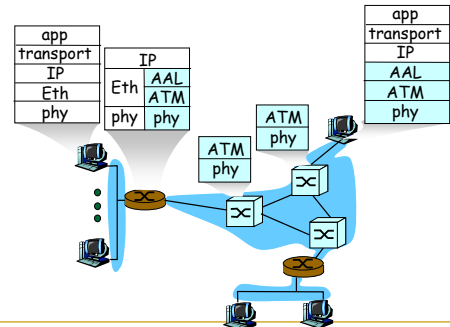 app
transport
IP
Eth
phy
IP
Eth
AAL
ATM
phy
phy
ATM
phy
ATM
phy
app
transport
IP
AAL
ATM
phy